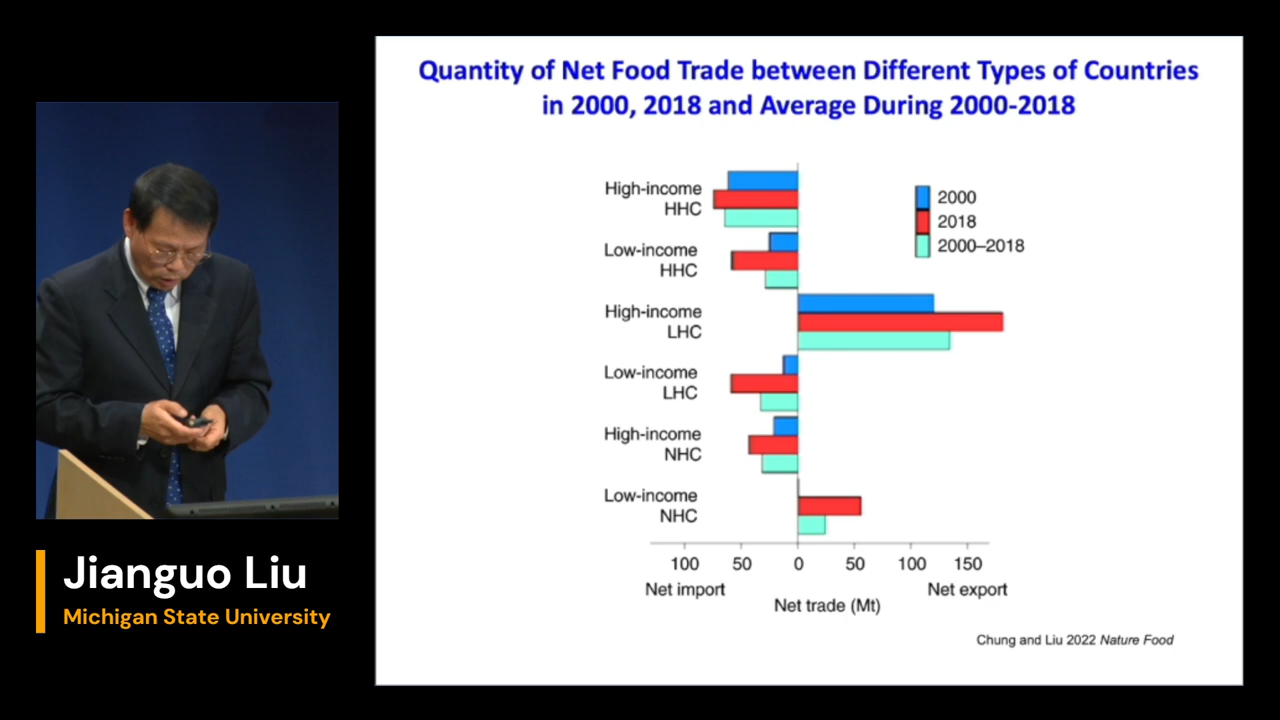 Quantity of Net Food Trade between Different Types of Countries
in 2000, 2018 and Average During 2000-2018
High-income
HHC
Low-income
HHC
High-income
LHC
Low-income
LHC
High-income
NHC
Low-income
NHC
2000
2018
2000–2018
100 50 0 50 100 150
Net import
Net export
Net trade (Mt)
Chung and Liu 2022 Nature Food
Jianguo Liu
Michigan State University